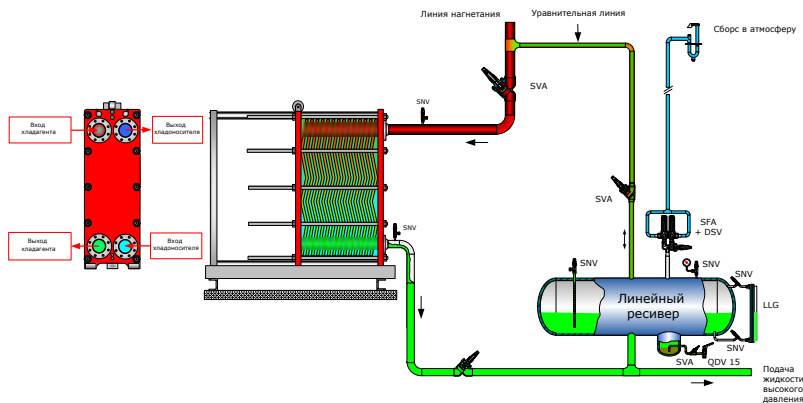 Линия нагнетания
Уравнительная линия
Сборс в атмосферу
SVA
SNV
Вход
хладагента
Выход
хладоносителя
SVA
SFA
+ DSV
SNV
Выход
хладагента
Вход
хладоносителя
SNV
SNV
SNV
Линейный
ресивер
LLG
SNV
SVA
QDV 15
Подача
жидкости
высокого
давления